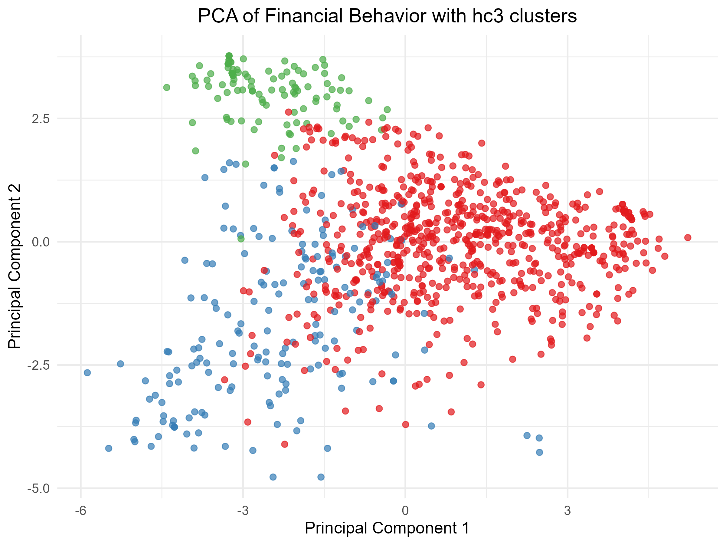 PCA of Financial Behavior with hc3 clusters
Principal Component 2
2.5
0.0
-2.5
-5.0
-6
-3
0
3
Principal Component 1